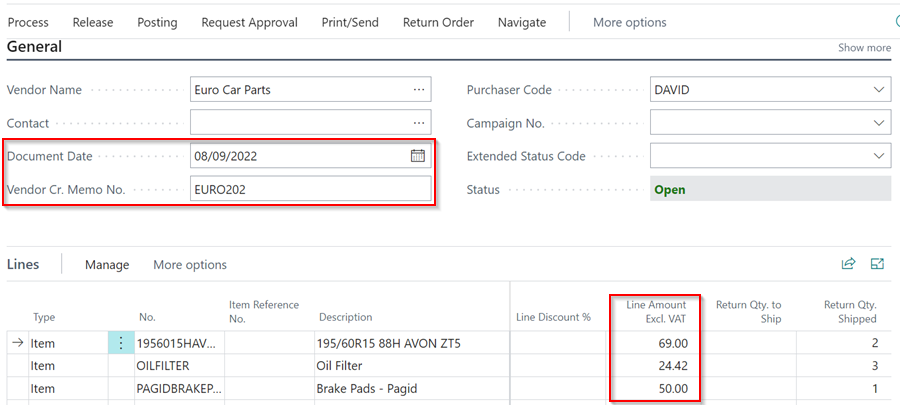 Process Release Posting Request Approval Print/Send Return Order Navigate More options
General Show more
Vendor Name Euro Car Parts ... Purchaser Code DAVID
Contact ... Campaign No.
Document Date 08/09/2022 Extended Status Code
Vendor Cr. Memo No. EURO202 Status Open
Lines Manage More options
Type No. Item Reference No. Description Line Discount % Line Amount Excl. VAT Return Qty. to Ship Return Qty. Shipped
Item 1956015HAV... 195/60R15 88H AVON ZT5 69.00 2
Item OILFILTER Oil Filter 24.42 3
Item PAGIDBRAKEP... Brake Pads - Pagid 50.00 1